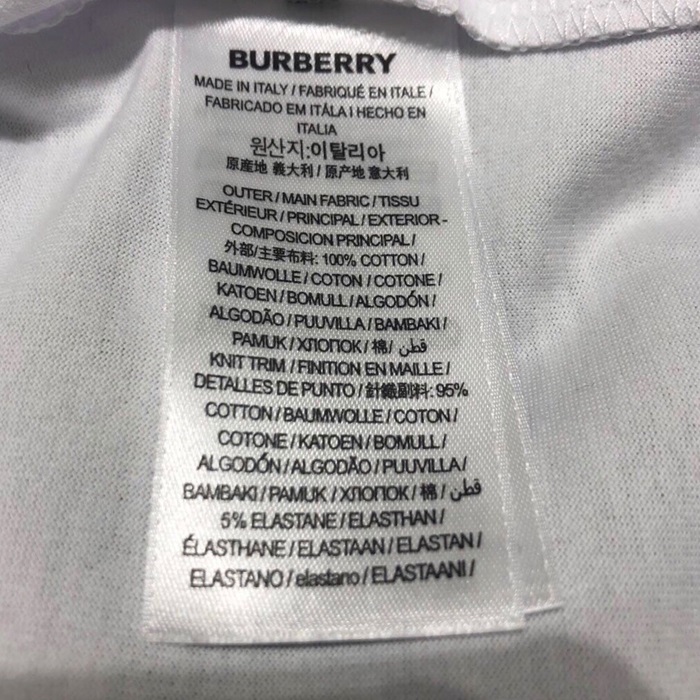 BURBERRY
MADE IN ITALY / FABRIQUÉ EN ITALE /
FABRICADO EM ITÁLA I HECHO EN
ITALIA
원산지:이탈리아
原産地 義大利 / 原产地 意大利
OUTER / MAIN FABRIC / TISSU
EXTÉRIEUR / PRINCIPAL / EXTERIOR -
COMPOSICION PRINCIPAL /
外部/主要布料: 100% COTTON /
BAUMWOLLE / COTON / COTONE /
KATOEN / BOMULL / ALGODÓN /
ALGODÃO / PUUVILLA / BAMBAKI /
PAMUK / ХЛОПОК / 棉 / قطن
KNIT TRIM / FINITION EN MAILLE /
DETALLES DE PUNTO / 針織副料: 95%
COTTON / BAUMWOLLE / COTON /
COTONE / KATOEN / BOMULL /
ALGODÓN / ALGODÃO / PUUVILLA /
BAMBAKI / PAMUK / ХЛОПОК / 棉 / قطن
5% ELASTANE / ELASTHAN /
ÉLASTHANE / ELASTAAN / ELASTAN /
ELASTANO / elastano / ELASTAANI /